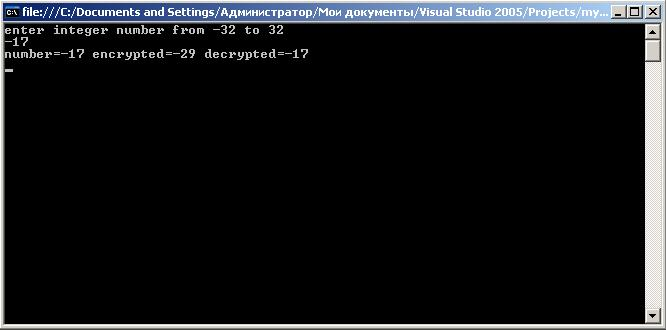 file:////C:/Documents and Settings/Администратор/Мои документы/Visual Studio 2005/Projects/my...
enter integer number from -32 to 32
-17
number=-17 encrypted=-29 decrypted=-17